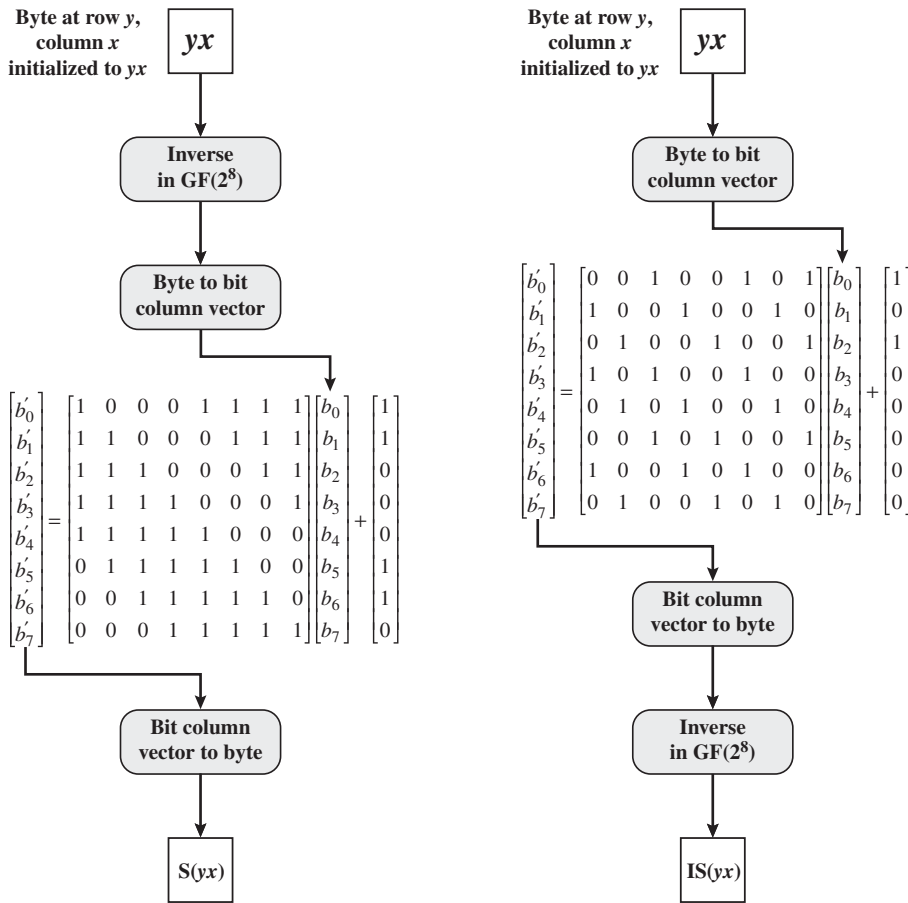 Byte at row y,
column x
initialized to yx
yx
Inverse
in GF(2⁸)
Byte to bit
column vector
b′₀ 1 0 0 0 1 1 1 1 b₀ 1
b′₁ 1 1 0 0 0 1 1 1 b₁ 1
b′₂ 1 1 1 0 0 0 1 1 b₂ 0
b′₃ = 1 1 1 1 0 0 0 1 b₃ + 0
b′₄ 1 1 1 1 1 0 0 0 b₄ 0
b′₅ 0 1 1 1 1 1 0 0 b₅ 1
b′₆ 0 0 1 1 1 1 1 0 b₆ 1
b′₇ 0 0 0 1 1 1 1 1 b₇ 0
Bit column
vector to byte
S(yx)
Byte at row y,
column x
initialized to yx
yx
Byte to bit
column vector
b′₀ 0 0 1 0 0 1 0 1 b₀ 1
b′₁ 1 0 0 1 0 0 1 0 b₁ 0
b′₂ 0 1 0 0 1 0 0 1 b₂ 1
b′₃ = 1 0 1 0 0 1 0 0 b₃ + 0
b′₄ 0 1 0 1 0 0 1 0 b₄ 0
b′₅ 0 0 1 0 1 0 0 1 b₅ 0
b′₆ 1 0 0 1 0 1 0 0 b₆ 0
b′₇ 0 1 0 0 1 0 1 0 b₇ 0
Bit column
vector to byte
Inverse
in GF(2⁸)
IS(yx)